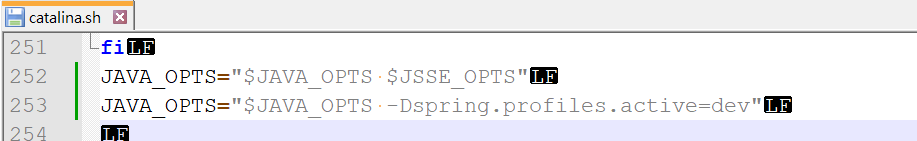 catalina.sh
251 fiLF
252 JAVA_OPTS="$JAVA_OPTS $JSSE_OPTS"LF
253 JAVA_OPTS="$JAVA_OPTS -Dspring.profiles.active=dev"LF
254 LF